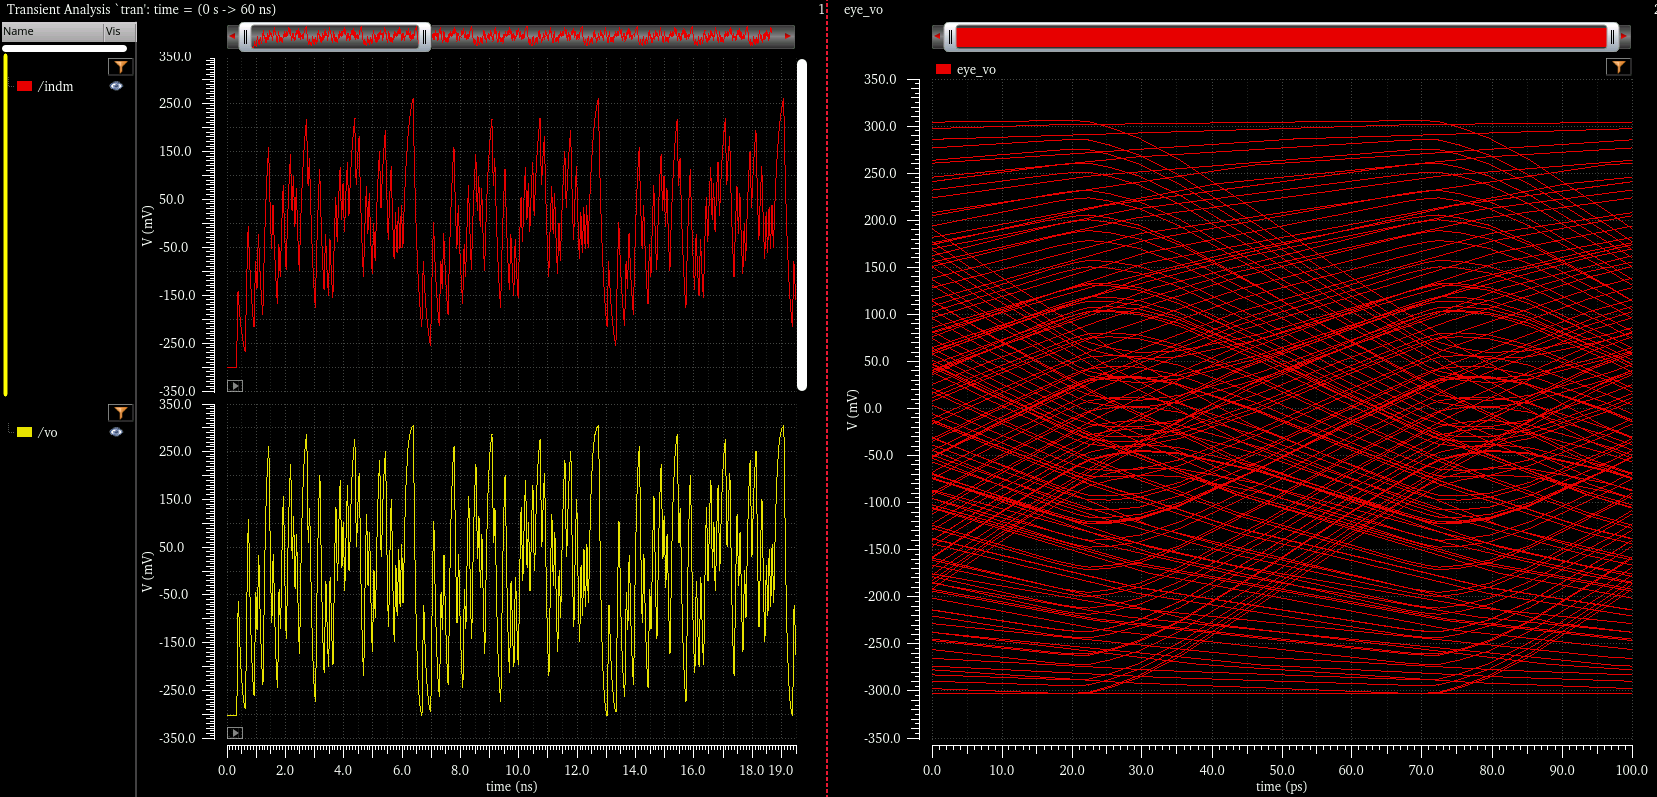 Transient Analysis `tran': time = (0 s -> 60 ns)
1
Name
Vis
/indm
350.0
250.0
150.0
50.0
-50.0
-150.0
-250.0
-350.0
V (mV)
/vo
350.0
250.0
150.0
50.0
-50.0
-150.0
-250.0
-350.0
V (mV)
0.0 2.0 4.0 6.0 8.0 10.0 12.0 14.0 16.0 18.0 19.0
time (ns)
eye_vo
eye_vo
350.0
300.0
250.0
200.0
150.0
100.0
50.0
0.0
-50.0
-100.0
-150.0
-200.0
-250.0
-300.0
-350.0
V (mV)
0.0 10.0 20.0 30.0 40.0 50.0 60.0 70.0 80.0 90.0 100.0
time (ps)